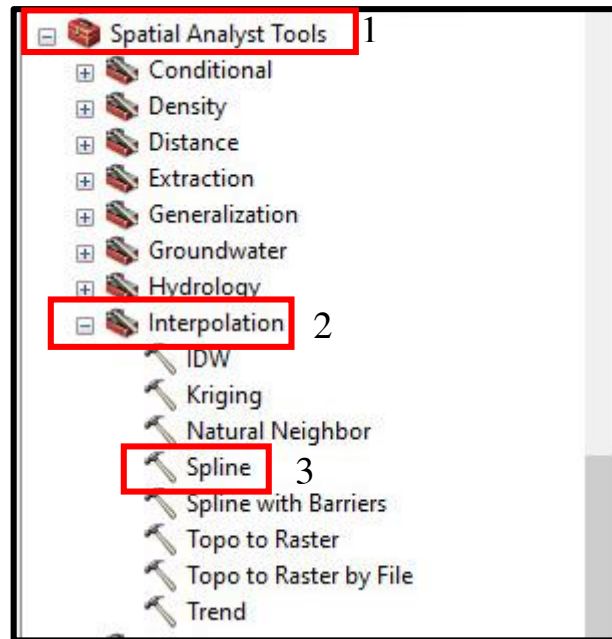 Spatial Analyst Tools 1
Conditional
Density
Distance
Extraction
Generalization
Groundwater
Hydrology
Interpolation 2
IDW
Kriging
Natural Neighbor
Spline 3
Spline with Barriers
Topo to Raster
Topo to Raster by File
Trend